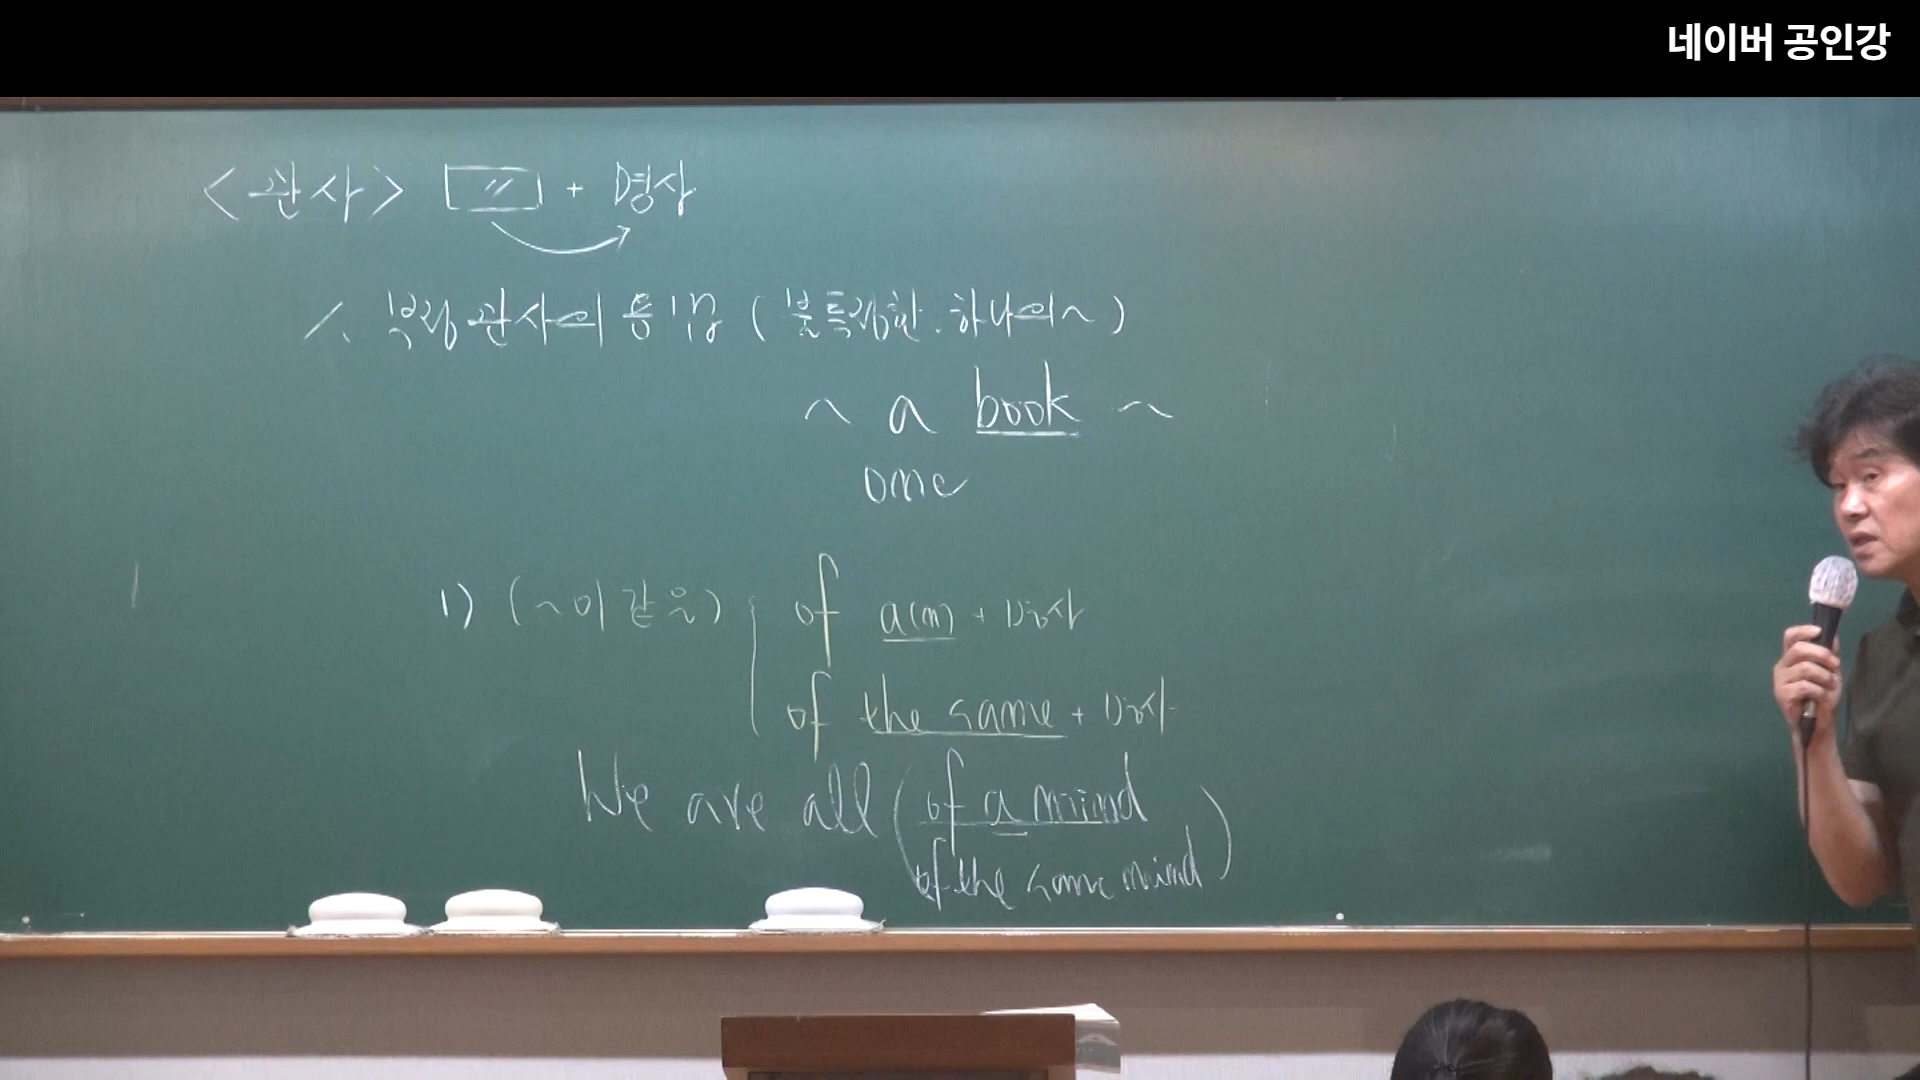 네이버 공인강
<관사> 〃 + 명사
1. 부정관사의 용법 (불특정한. 하나의~)
~ a book ~
one
1) (~이 같은) of a(n) + 명사
of the same + 명사
We are all (of a mind
of the same mind)